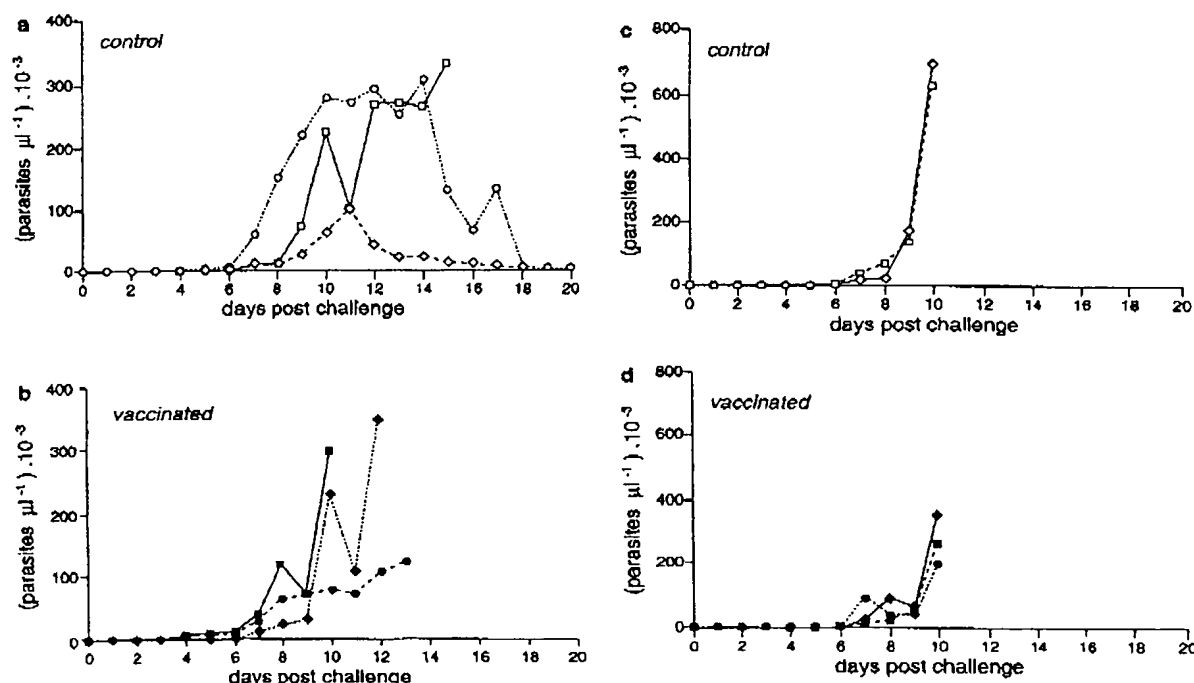 a
control
(parasites µl⁻¹).10⁻³
400
300
200
100
0
0 2 4 6 8 10 12 14 16 18 20
days post challenge
c
control
(parasites µl⁻¹).10⁻³
800
600
400
200
0
0 2 4 6 8 10 12 14 16 18 20
days post challenge
b
vaccinated
(parasites µl⁻¹).10⁻³
400
300
200
100
0
0 2 4 6 8 10 12 14 16 18 20
days post challenge
d
vaccinated
(parasites µl⁻¹).10⁻³
800
600
400
200
0
0 2 4 6 8 10 12 14 16 18 20
days post challenge